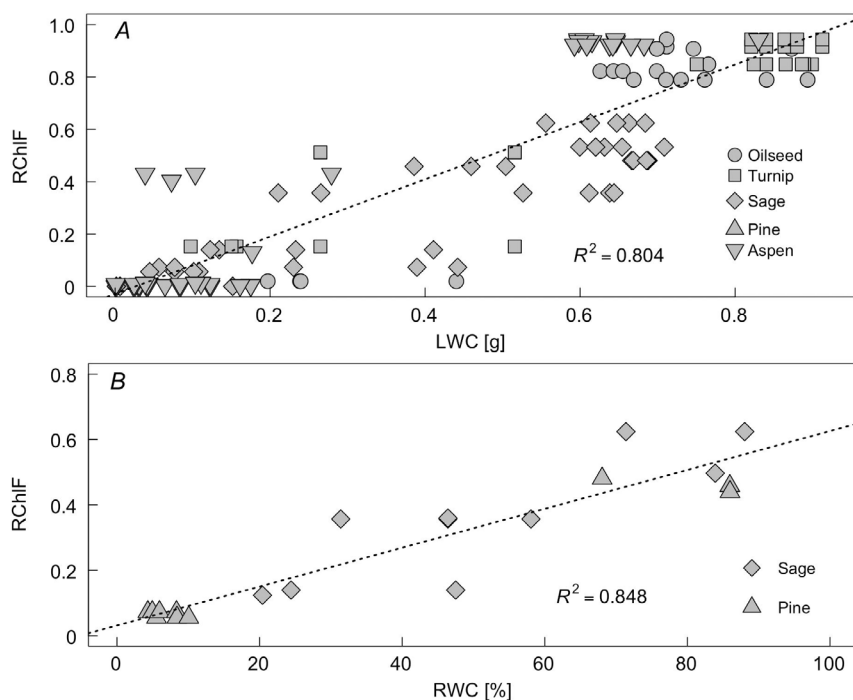 A
1.0
0.8
0.6
0.4
0.2
0
RChlF
Oilseed
Turnip
Sage
Pine
Aspen
R² = 0.804
0 0.2 0.4 0.6 0.8
LWC [g]
B
0.8
0.6
0.4
0.2
0
RChlF
Sage
Pine
R² = 0.848
0 20 40 60 80 100
RWC [%]